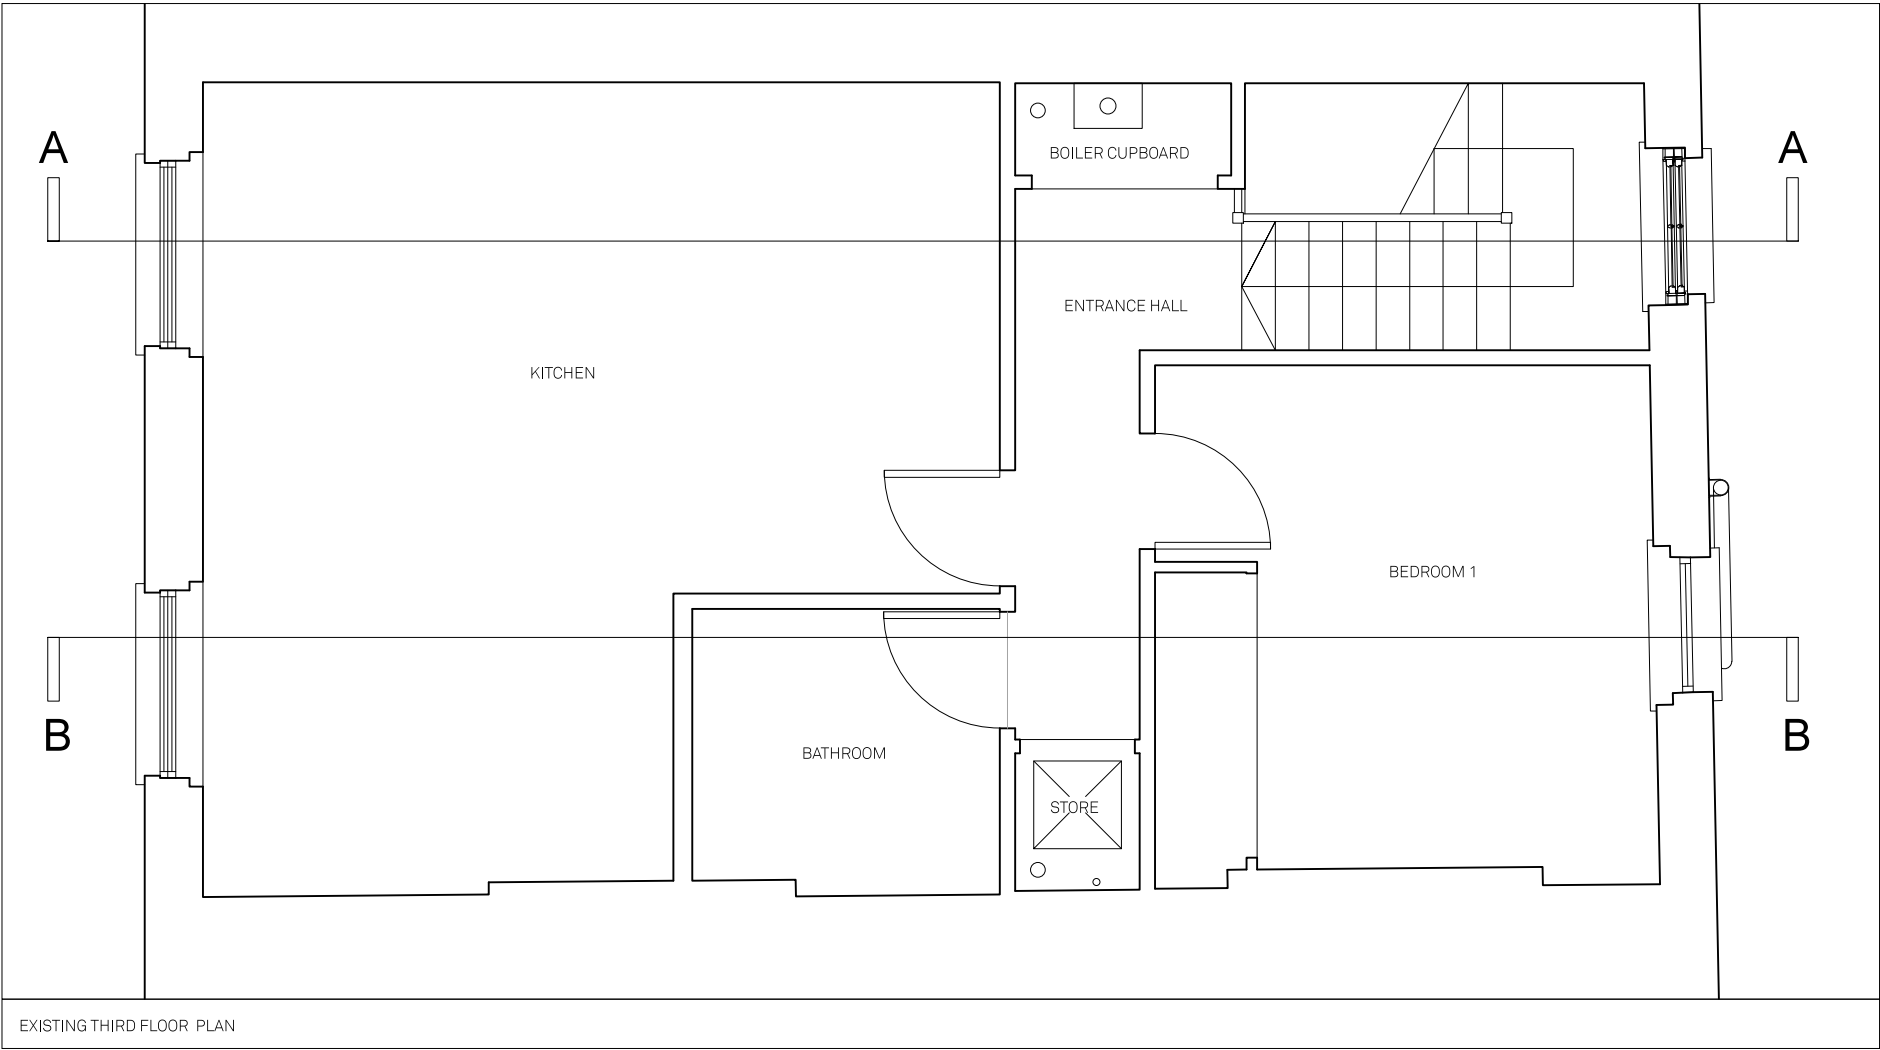 A
A
BOILER CUPBOARD
ENTRANCE HALL
KITCHEN
BEDROOM 1
B
B
BATHROOM
STORE
EXISTING THIRD FLOOR PLAN